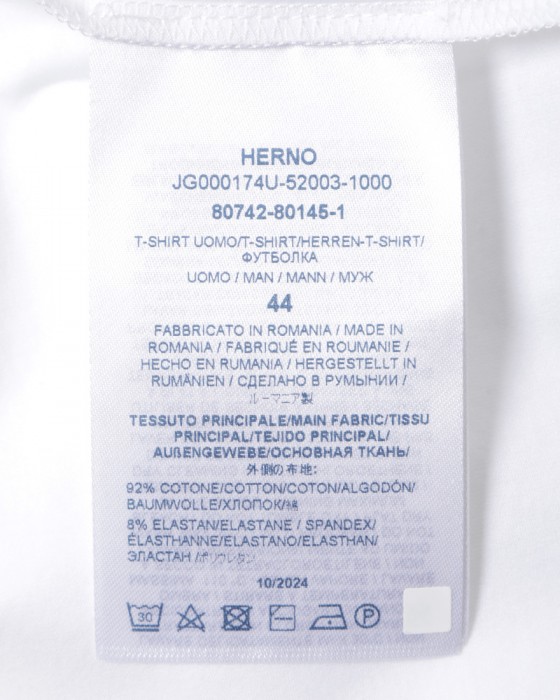 HERNO
JG000174U-52003-1000
80742-80145-1
T-SHIRT UOMO/T-SHIRT/HERREN-T-SHIRT/
ФУТБОЛКА
UOMO / MAN / MANN / МУЖ
44
FABBRICATO IN ROMANIA / MADE IN
ROMANIA / FABRIQUÉ EN ROUMANIE /
HECHO EN RUMANIA / HERGESTELLT IN
RUMÄNIEN / СДЕЛАНО В РУМЫНИИ /
ルーマニア製
TESSUTO PRINCIPALE/MAIN FABRIC/TISSU
PRINCIPAL/TEJIDO PRINCIPAL/
AUßENGEWEBE/ОСНОВНАЯ ТКАНЬ/
外側の布地:
92% COTONE/COTTON/COTON/ALGODÓN/
BAUMWOLLE/ХЛОПОК/綿
8% ELASTAN/ELASTANE / SPANDEX/
ÉLASTHANNE/ELASTANO/ELASTHAN/
ЭЛАСТАН /ポリウレタン
10/2024
30 P